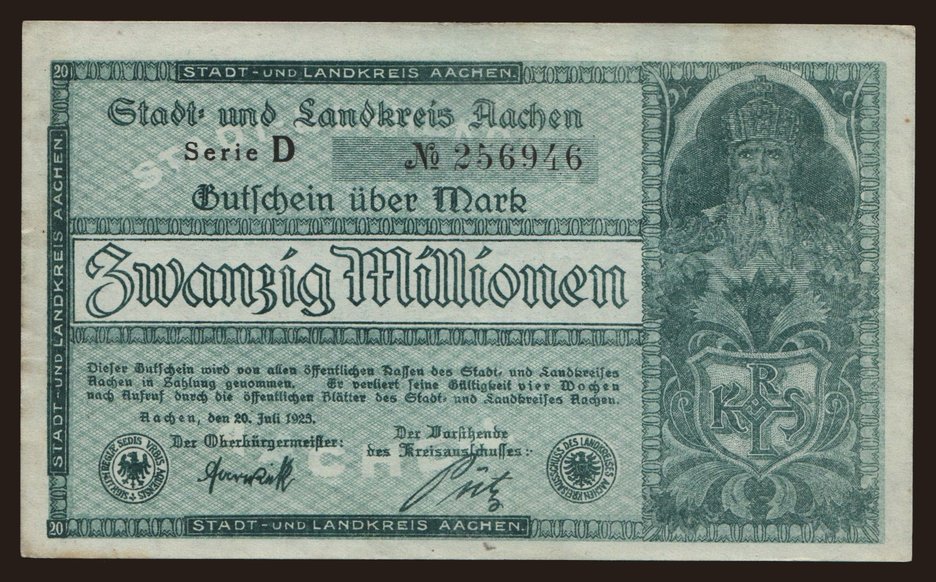 20
STADT-UND LANDKREIS AACHEN.
Stadt- und Landkreis Aachen
Serie D
№ 256946
Gutschein über Mark
Zwanzig Millionen
Dieser Gutschein wird von allen öffentlichen Kassen des Stadt- und Landkreises
Aachen in Zahlung genommen. Er verliert seine Gültigkeit vier Wochen
nach Aufruf durch die öffentlichen Blätter des Stadt- und Landkreises Aachen.
Aachen, den 20. Juli 1923.
Der Oberbürgermeister:
Der Vorsitzende
des Kreisausschusses:
Farwick
Pütz
STADT-UND LANDKREIS AACHEN.
20
STADT-UND LANDKREIS AACHEN.
K R L S